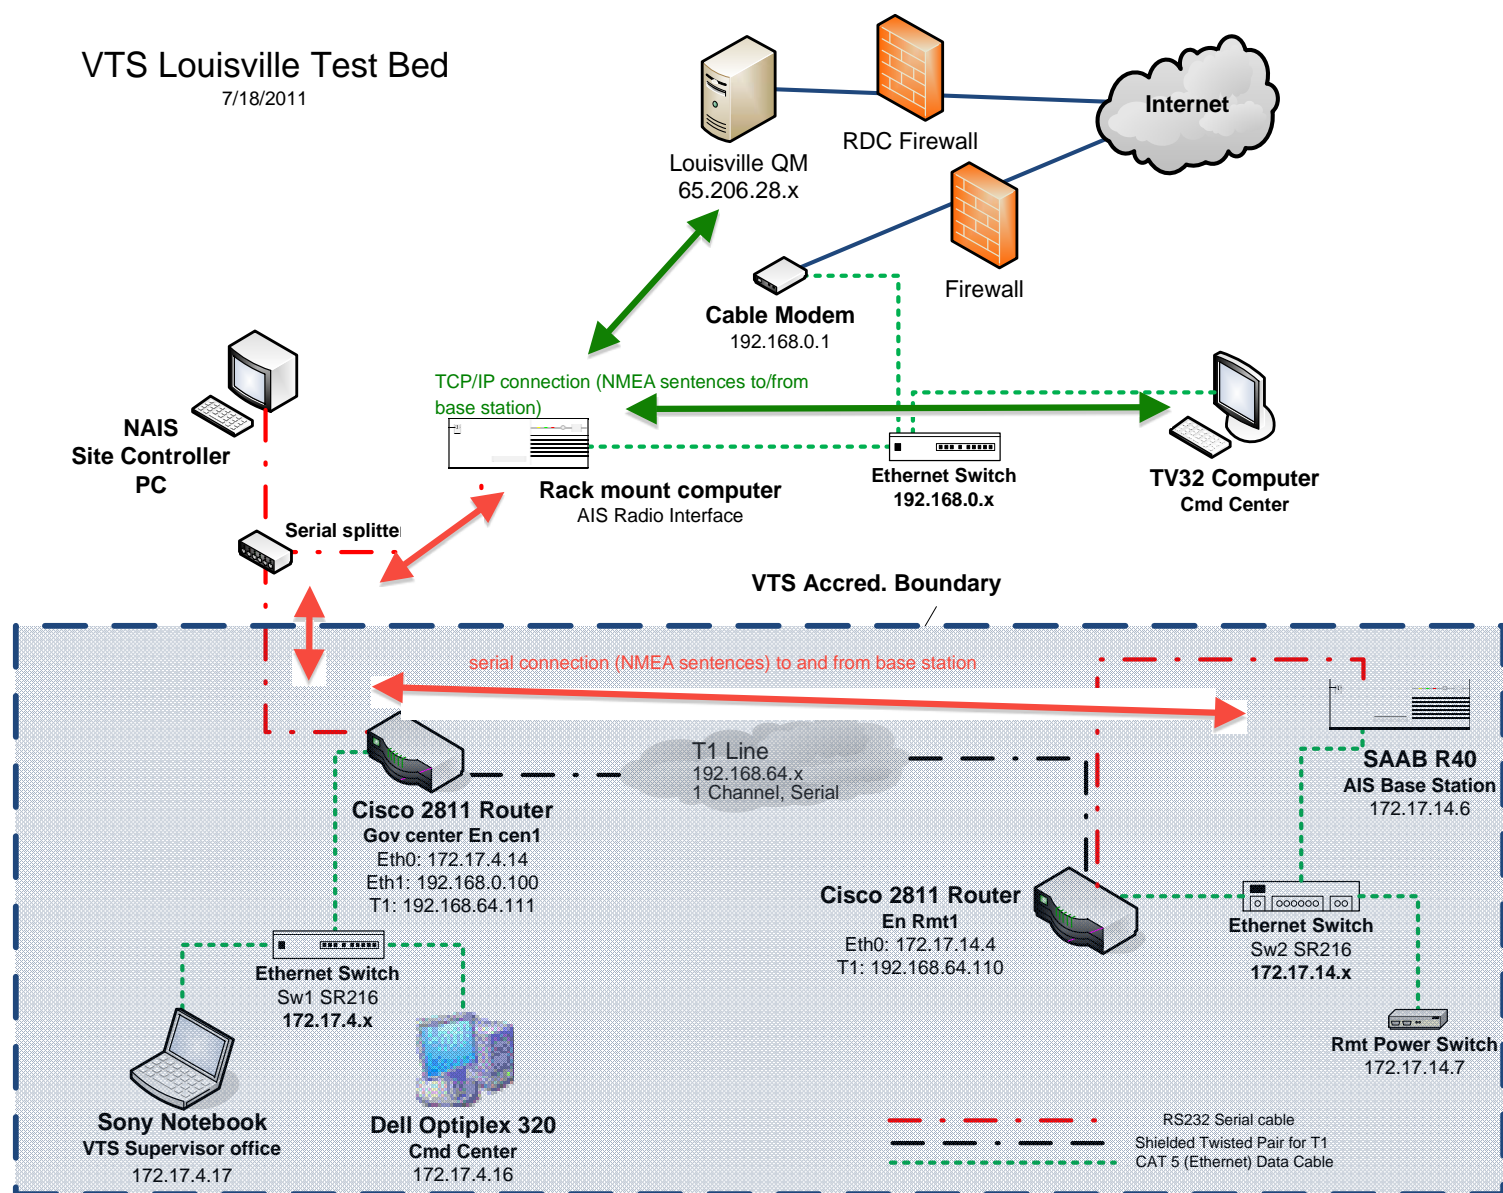 VTS Louisville Test Bed
7/18/2011
Internet
RDC Firewall
Louisville QM
65.206.28.x
Firewall
Cable Modem
192.168.0.1
TCP/IP connection (NMEA sentences to/from
base station)
NAIS
Site Controller
PC
Rack mount computer
AIS Radio Interface
Ethernet Switch
192.168.0.x
TV32 Computer
Cmd Center
Serial splitte
VTS Accred. Boundary
serial connection (NMEA sentences) to and from base station
T1 Line
192.168.64.x
1 Channel, Serial
SAAB R40
AIS Base Station
172.17.14.6
Cisco 2811 Router
Gov center En cen1
Eth0: 172.17.4.14
Eth1: 192.168.0.100
T1: 192.168.64.111
Cisco 2811 Router
En Rmt1
Eth0: 172.17.14.4
T1: 192.168.64.110
Ethernet Switch
Sw2 SR216
172.17.14.x
Ethernet Switch
Sw1 SR216
172.17.4.x
Rmt Power Switch
172.17.14.7
Sony Notebook
VTS Supervisor office
172.17.4.17
Dell Optiplex 320
Cmd Center
172.17.4.16
RS232 Serial cable
Shielded Twisted Pair for T1
CAT 5 (Ethernet) Data Cable